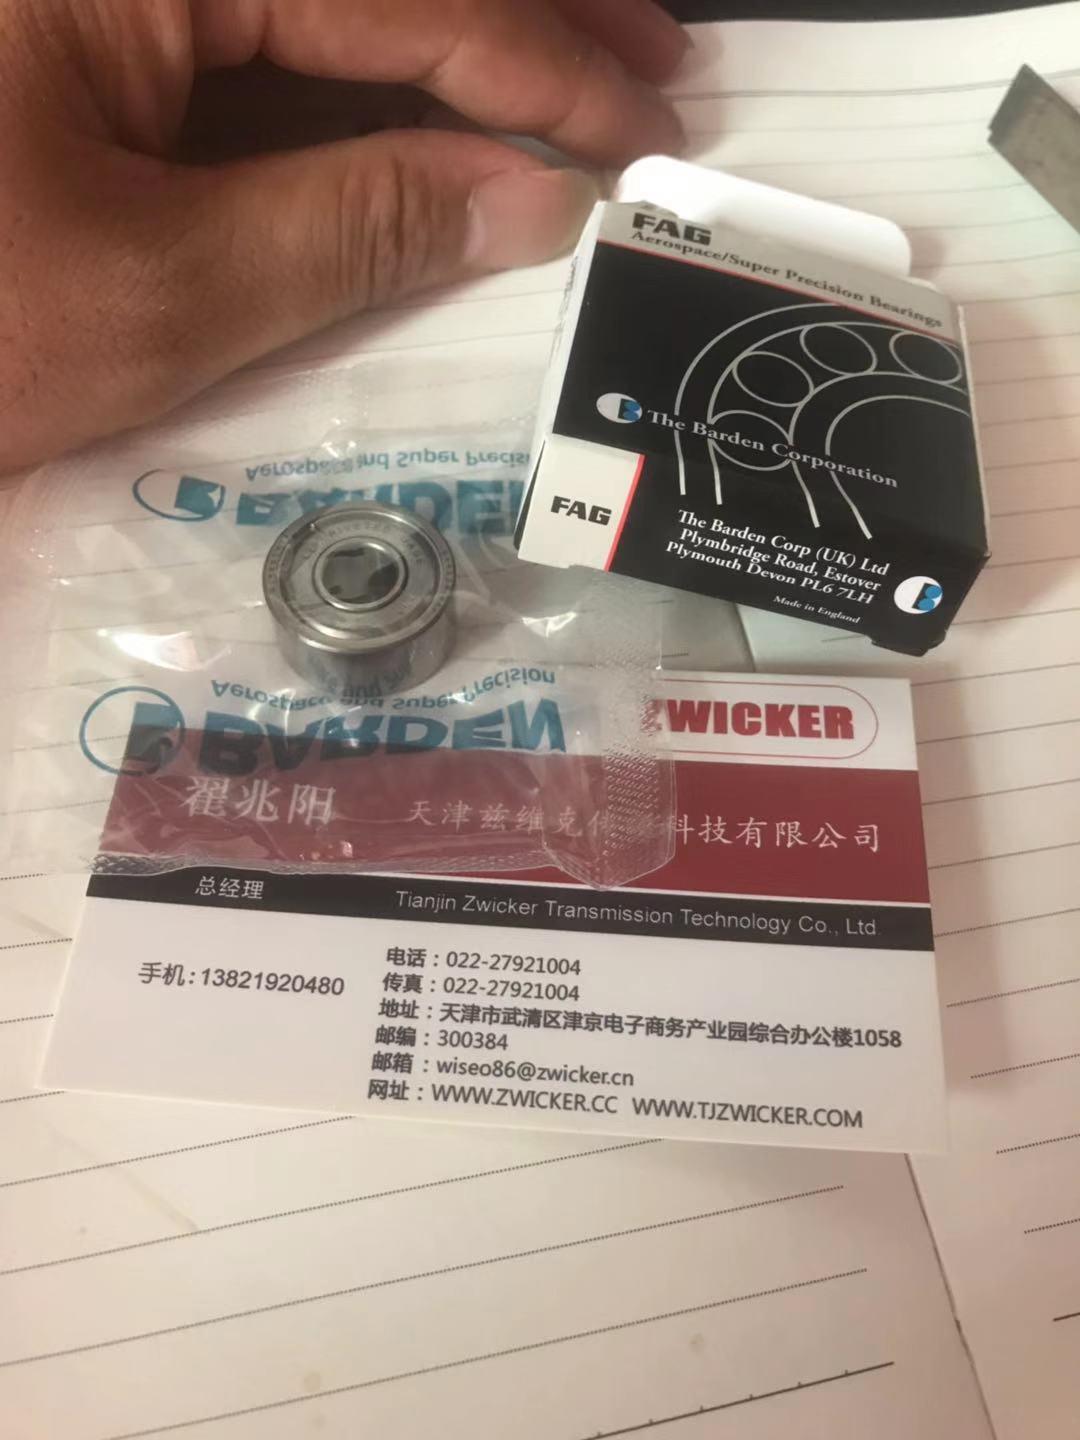 FAG
Aerospace/Super Precision Bearings
The Barden Corporation
FAG
The Barden Corp (UK) Ltd
Plymbridge Road, Estover
Plymouth Devon PL6 7LH
Made in England
Aerospace and Super Precisi
BARDEN
Aerospace and Super Precision
BARDEN
ZWICKER
翟兆阳 天津兹维克传 科技有限公司
总经理 Tianjin Zwicker Transmission Technology Co., Ltd.
手机:13821920480
电话:022-27921004
传真:022-27921004
地址:天津市武清区津京电子商务产业园综合办公楼1058
邮编:300384
邮箱:wiseo86@zwicker.cn
网址:WWW.ZWICKER.CC WWW.TJZWICKER.COM